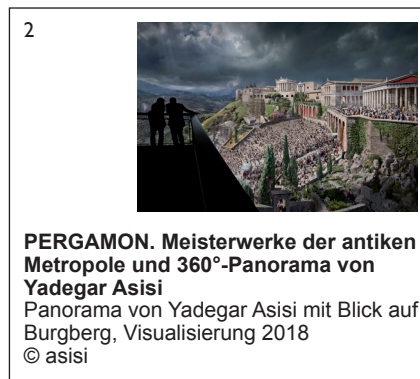 2
PERGAMON. Meisterwerke der antiken
Metropole und 360°-Panorama von
Yadegar Asisi
Panorama von Yadegar Asisi mit Blick auf
Burgberg, Visualisierung 2018
© asisi